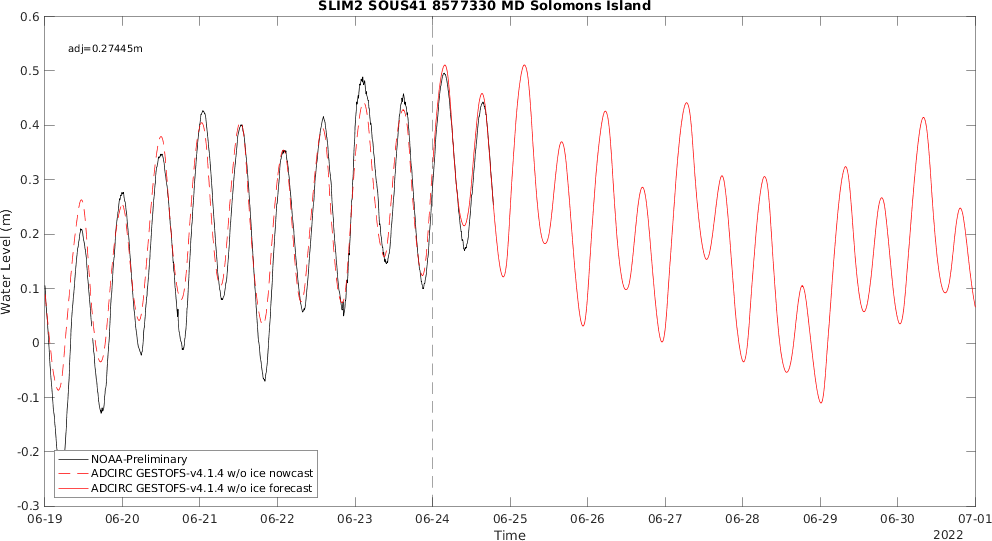 SLIM2 SOUS41 8577330 MD Solomons Island
adj=0.27445m
Water Level (m)
0.6
0.5
0.4
0.3
0.2
0.1
0
-0.1
-0.2
-0.3
NOAA-Preliminary
ADCIRC GESTOFS-v4.1.4 w/o ice nowcast
ADCIRC GESTOFS-v4.1.4 w/o ice forecast
06-19 06-20 06-21 06-22 06-23 06-24 06-25 06-26 06-27 06-28 06-29 06-30 07-01
Time
2022